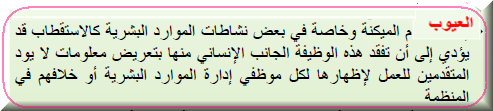 العيوب
م الميكنة وخاصة في بعض نشاطات الموارد البشرية كالاستقطاب قد
يؤدي إلى أن تفقد هذه الوظيفة الجانب الإنساني منها بتعريض معلومات لا يود
المتقدمين للعمل لإظهارها لكل موظفي إدارة الموارد البشرية أو خلافهم في
المنظمة